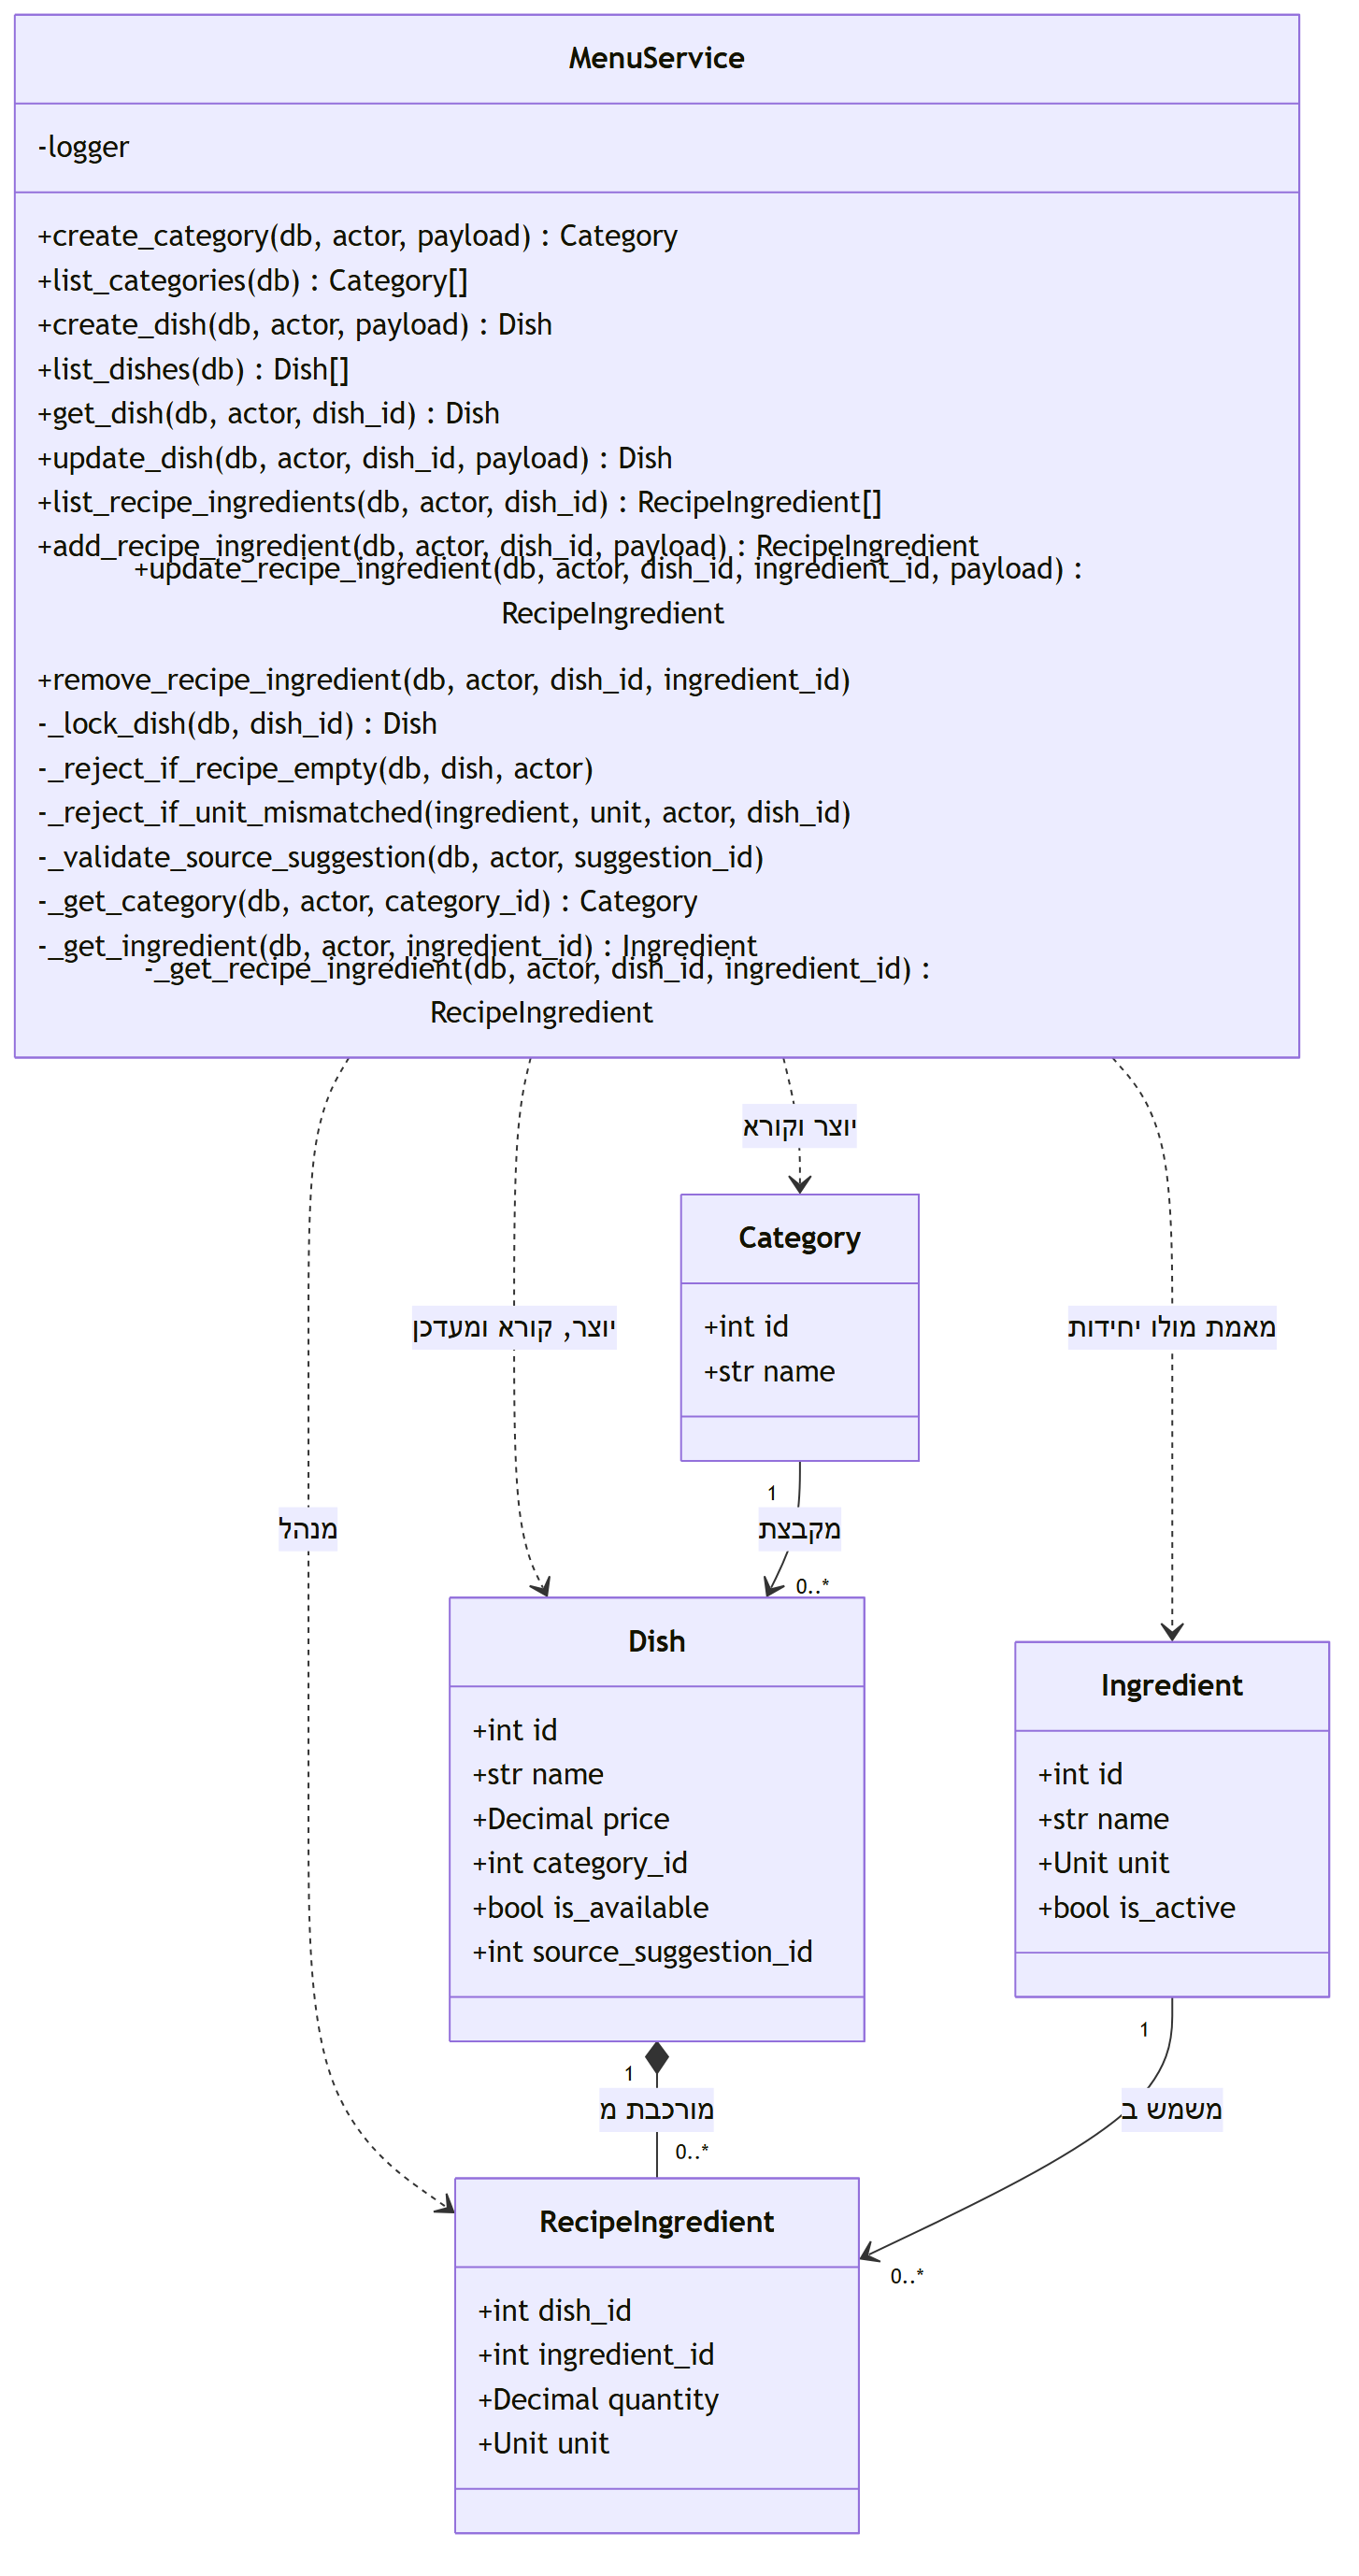 MenuService
-logger
+create_category(db, actor, payload) : Category
+list_categories(db) : Category[]
+create_dish(db, actor, payload) : Dish
+list_dishes(db) : Dish[]
+get_dish(db, actor, dish_id) : Dish
+update_dish(db, actor, dish_id, payload) : Dish
+list_recipe_ingredients(db, actor, dish_id) : RecipeIngredient[]
+add_recipe_ingredient(db, actor, dish_id, payload) : RecipeIngredient
+update_recipe_ingredient(db, actor, dish_id, ingredient_id, payload) :
RecipeIngredient
+remove_recipe_ingredient(db, actor, dish_id, ingredient_id)
-_lock_dish(db, dish_id) : Dish
-_reject_if_recipe_empty(db, dish, actor)
-_reject_if_unit_mismatched(ingredient, unit, actor, dish_id)
-_validate_source_suggestion(db, actor, suggestion_id)
-_get_category(db, actor, category_id) : Category
-_get_ingredient(db, actor, ingredient_id) : Ingredient
-_get_recipe_ingredient(db, actor, dish_id, ingredient_id) :
RecipeIngredient
יוצר וקורא
Category
+int id
+str name
יוצר, קורא ומעדכן
מאמת מולו יחידות
1
מקבצת
0..*
מנהל
Dish
+int id
+str name
+Decimal price
+int category_id
+bool is_available
+int source_suggestion_id
Ingredient
+int id
+str name
+Unit unit
+bool is_active
1
מורכבת מ
0..*
1
משמש ב
0..*
RecipeIngredient
+int dish_id
+int ingredient_id
+Decimal quantity
+Unit unit